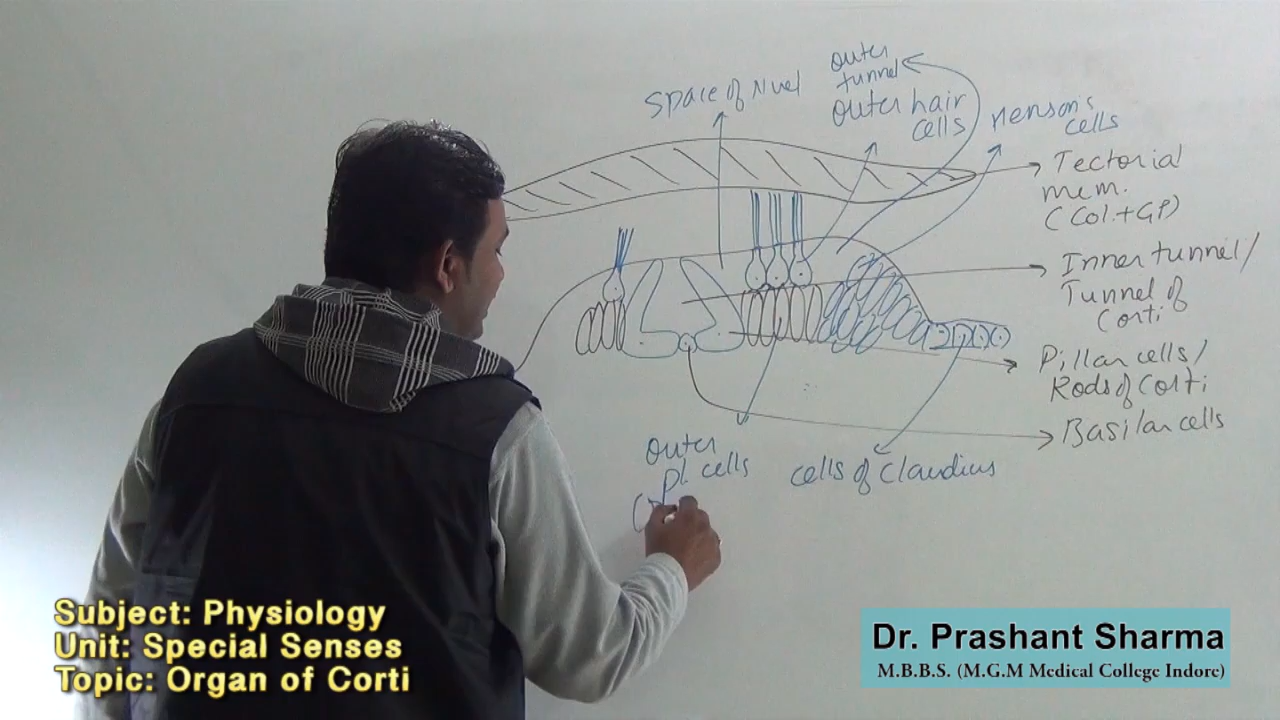 Space of Nuel
outer
tunnel
outer hair
cells
Henson's
cells
Tectorial
mem.
(Col.+GP)
Inner tunnel/
Tunnel of
Corti
Pillar cells/
Rods of Corti
Basilar cells
outer
pl. cells
(
cells of Claudius
Subject: Physiology
Unit: Special Senses
Topic: Organ of Corti
Dr. Prashant Sharma
M.B.B.S. (M.G.M Medical College Indore)